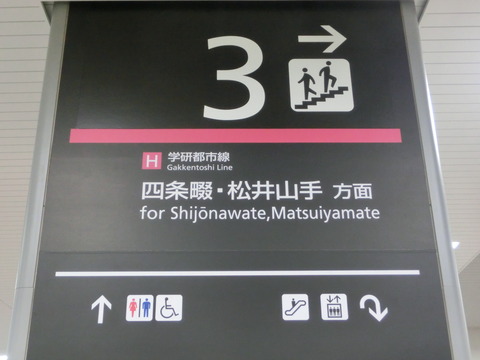 3
H 学研都市線
Gakkentoshi Line
四条畷・松井山手 方面
for Shijōnawate,Matsuiyamate